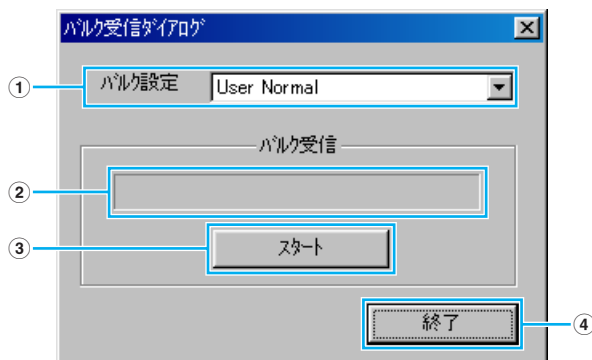 ﾊﾞﾙｸ受信ﾀﾞｲｱﾛｸﾞ
① ﾊﾞﾙｸ設定 User Normal
ﾊﾞﾙｸ受信
②
③ ｽﾀｰﾄ
終了 ④